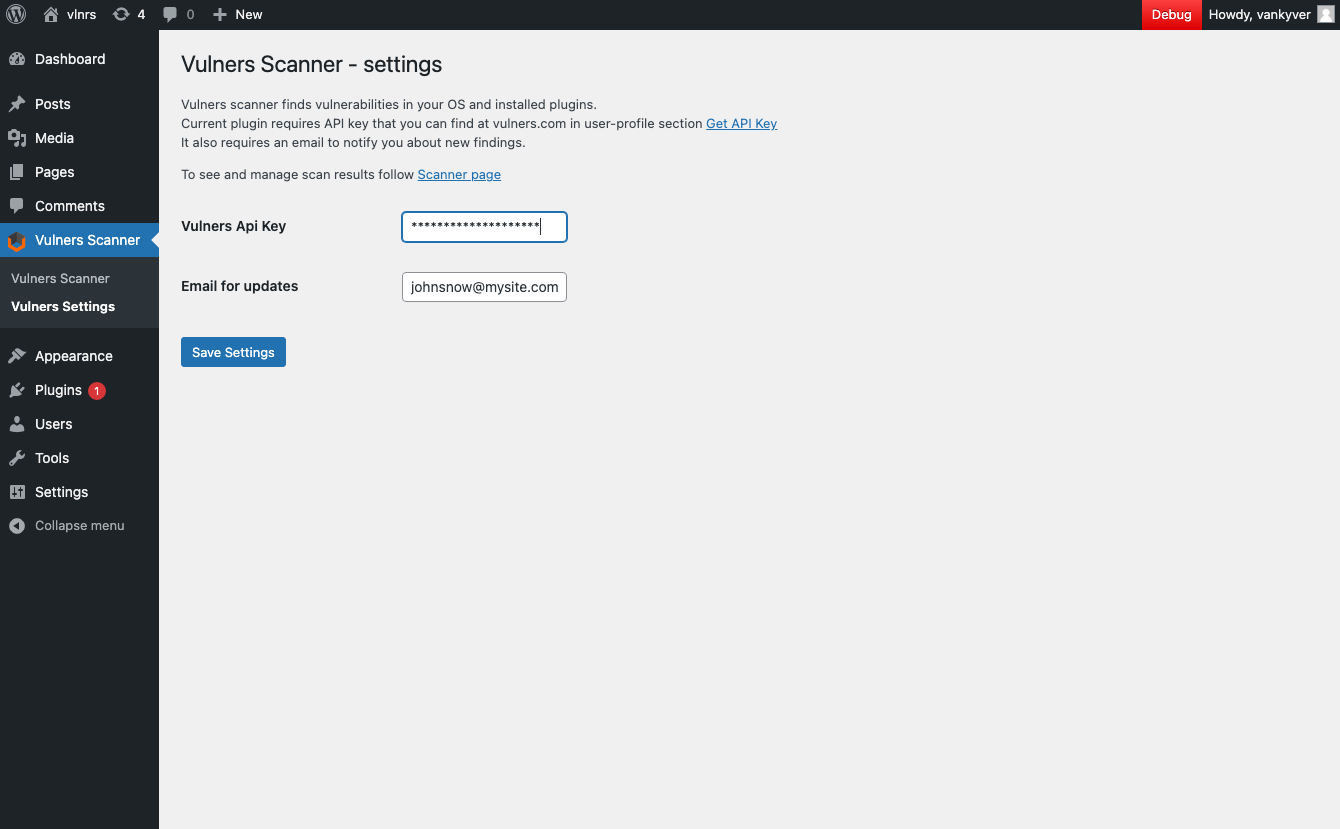 vlnrs 4 0 New Debug Howdy, vankyver
Dashboard
Posts
Media
Pages
Comments
Vulners Scanner
Vulners Scanner
Vulners Settings
Appearance
Plugins 1
Users
Tools
Settings
Collapse menu
Vulners Scanner - settings
Vulners scanner finds vulnerabilities in your OS and installed plugins.
Current plugin requires API key that you can find at vulners.com in user-profile section Get API Key
It also requires an email to notify you about new findings.
To see and manage scan results follow Scanner page
Vulners Api Key ********************
Email for updates johnsnow@mysite.com
Save Settings